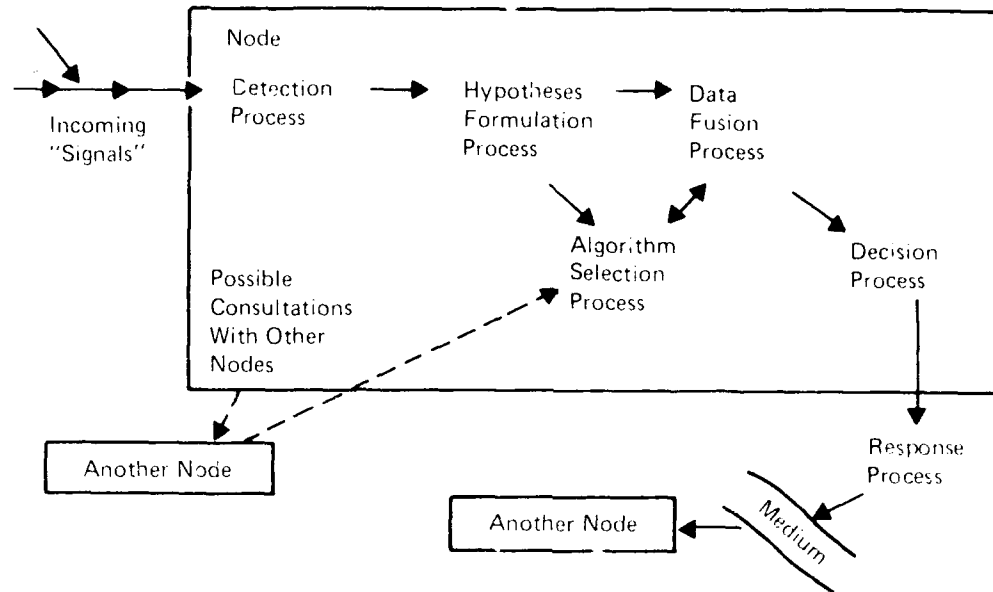 Node
Incoming
"Signals"
Detection
Process
Hypotheses
Formulation
Process
Data
Fusion
Process
Algorithm
Selection
Process
Decision
Process
Possible
Consultations
With Other
Nodes
Another Node
Response
Process
Medium
Another Node